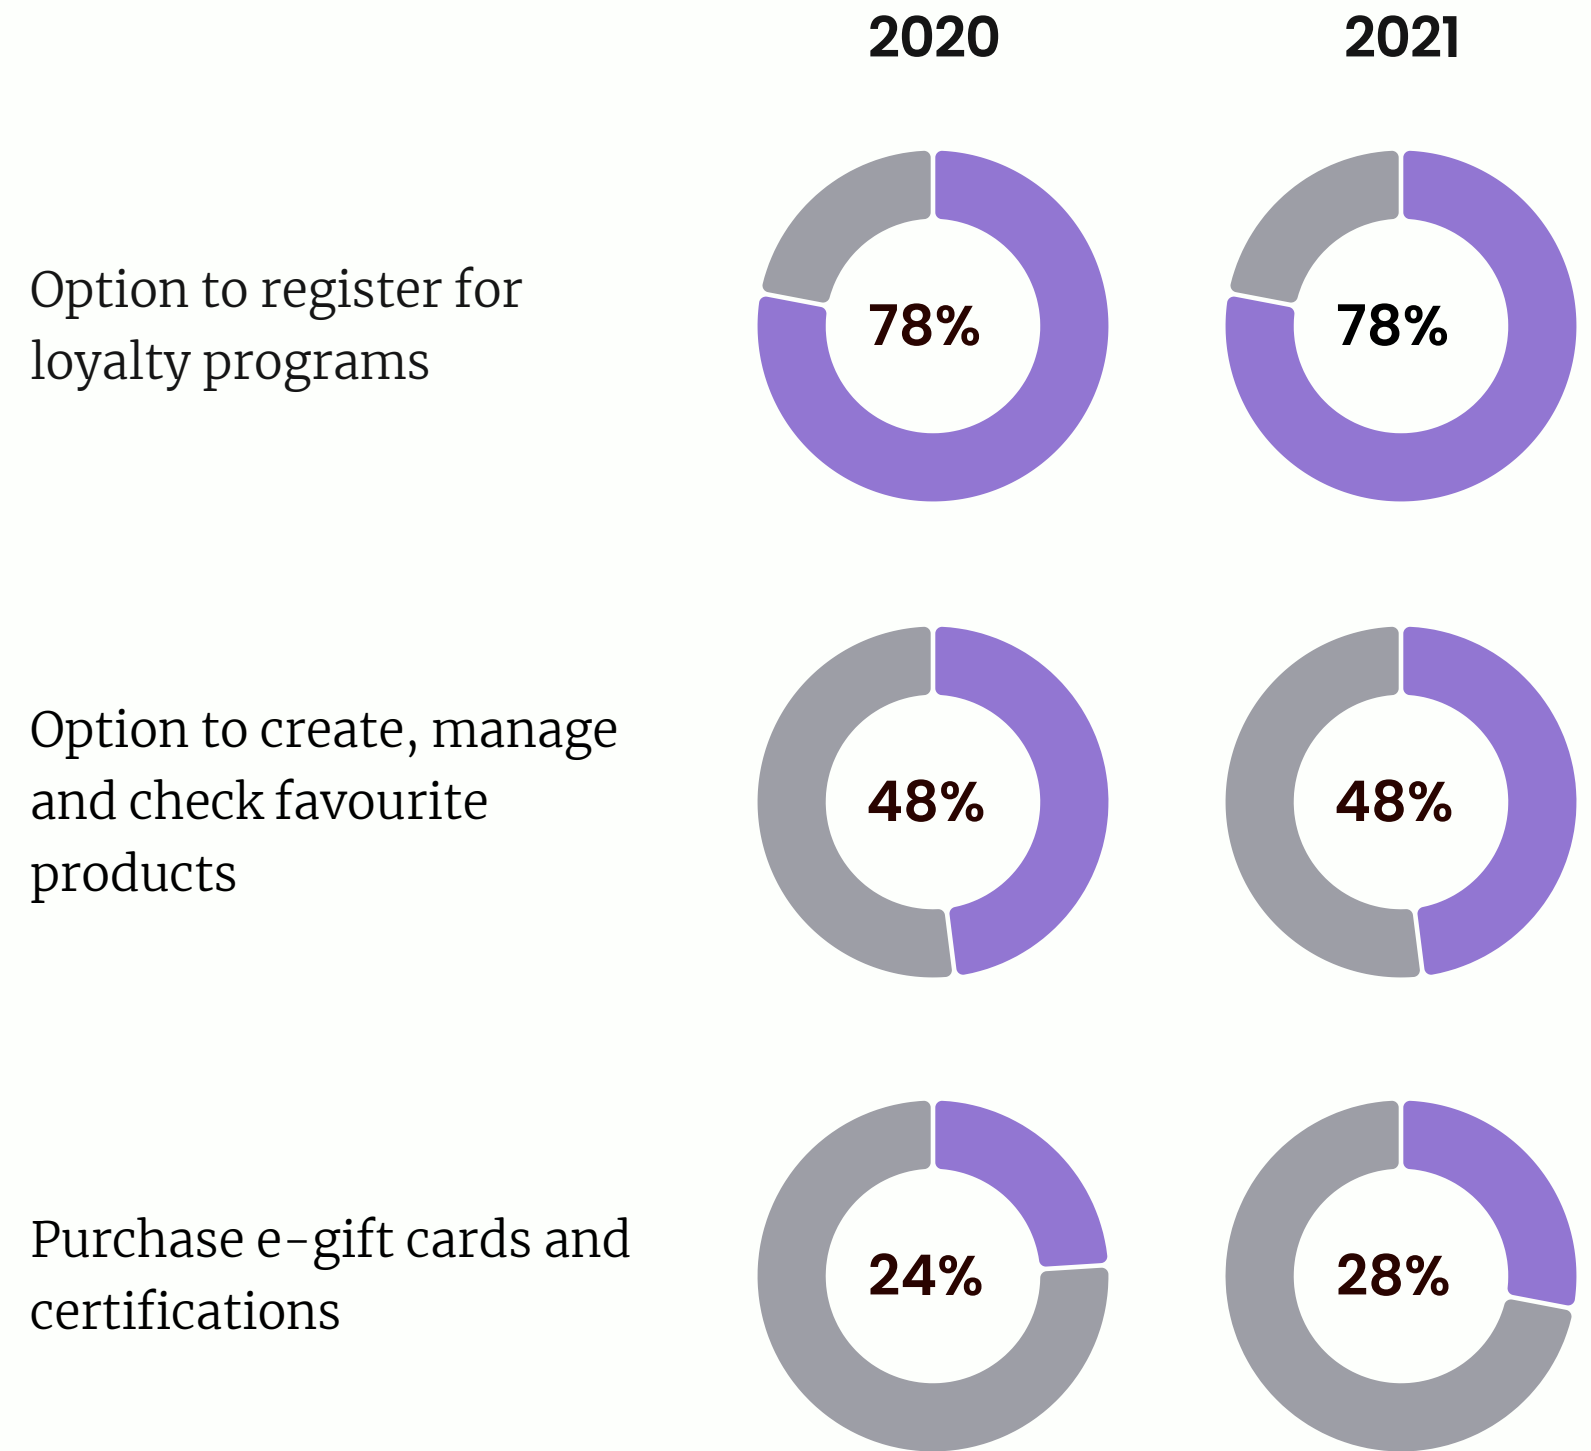 2020 2021
Option to register for
loyalty programs
78% 78%
Option to create, manage
and check favourite
products
48% 48%
Purchase e-gift cards and
certifications
24% 28%